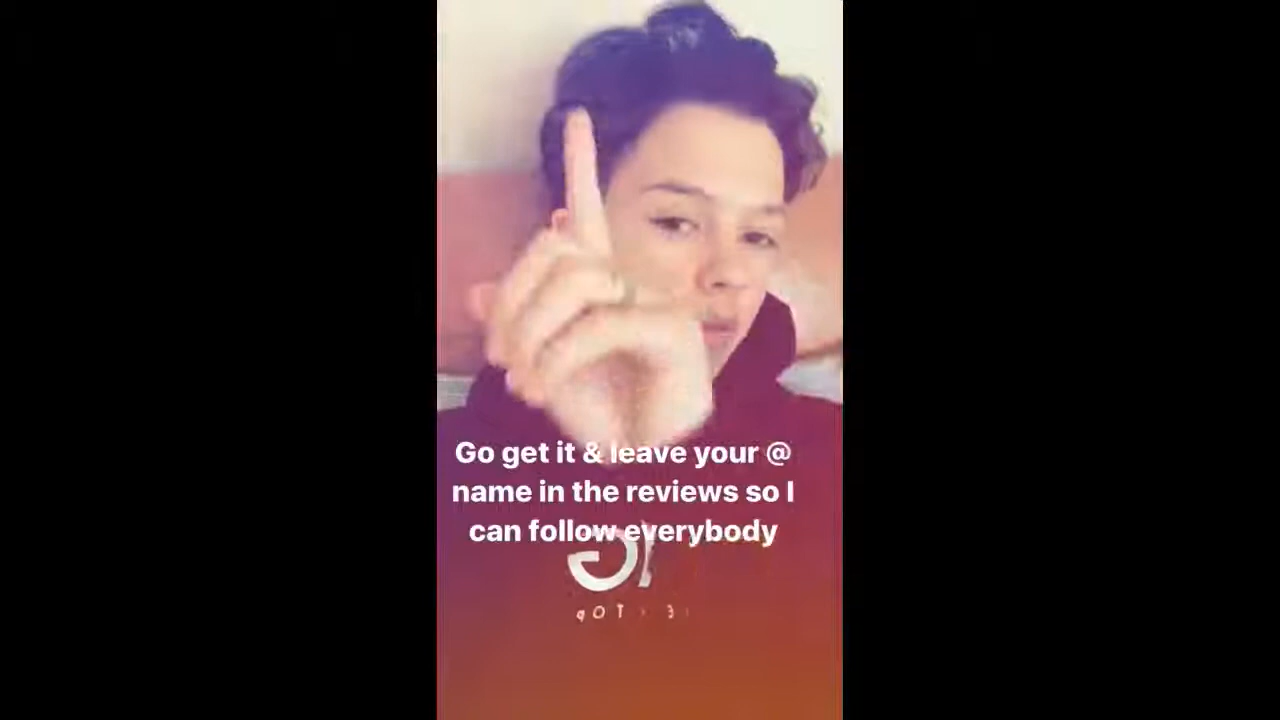 Go get it & leave your @
name in the reviews so I
can follow everybody